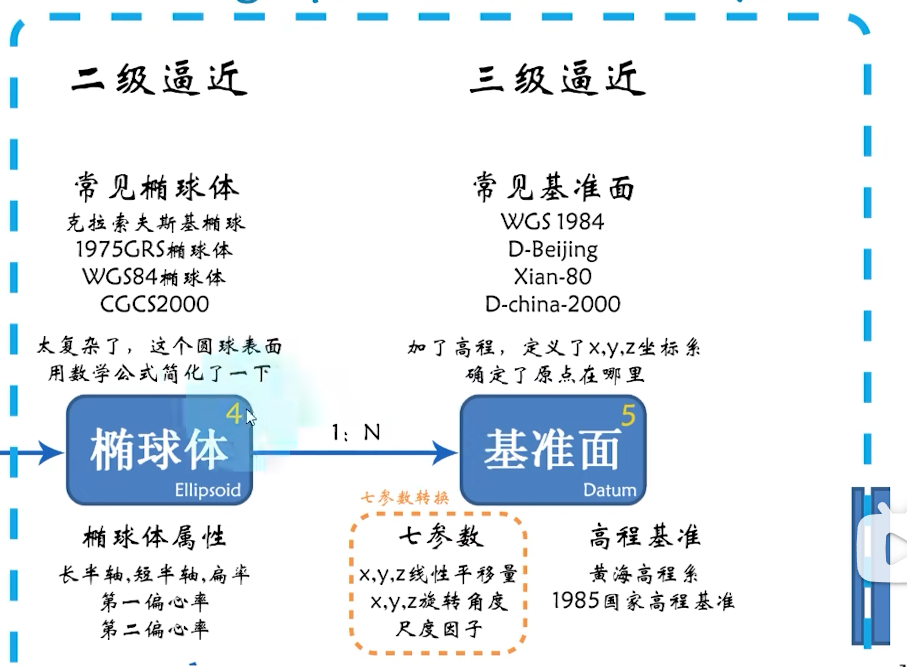 二级逼近
三级逼近
常见椭球体
克拉索夫斯基椭球
1975GRS椭球体
WGS84椭球体
CGCS2000
太复杂了，这个圆球表面
用数学公式简化了一下
常见基准面
WGS 1984
D-Beijing
Xian-80
D-china-2000
加了高程，定义了x,y,z坐标系
确定了原点在哪里
4
椭球体
Ellipsoid
1：N
5
基准面
Datum
椭球体属性
长半轴,短半轴,扁率
第一偏心率
第二偏心率
七参数转换
七参数
x,y,z线性平移量
x,y,z旋转角度
尺度因子
高程基准
黄海高程系
1985国家高程基准